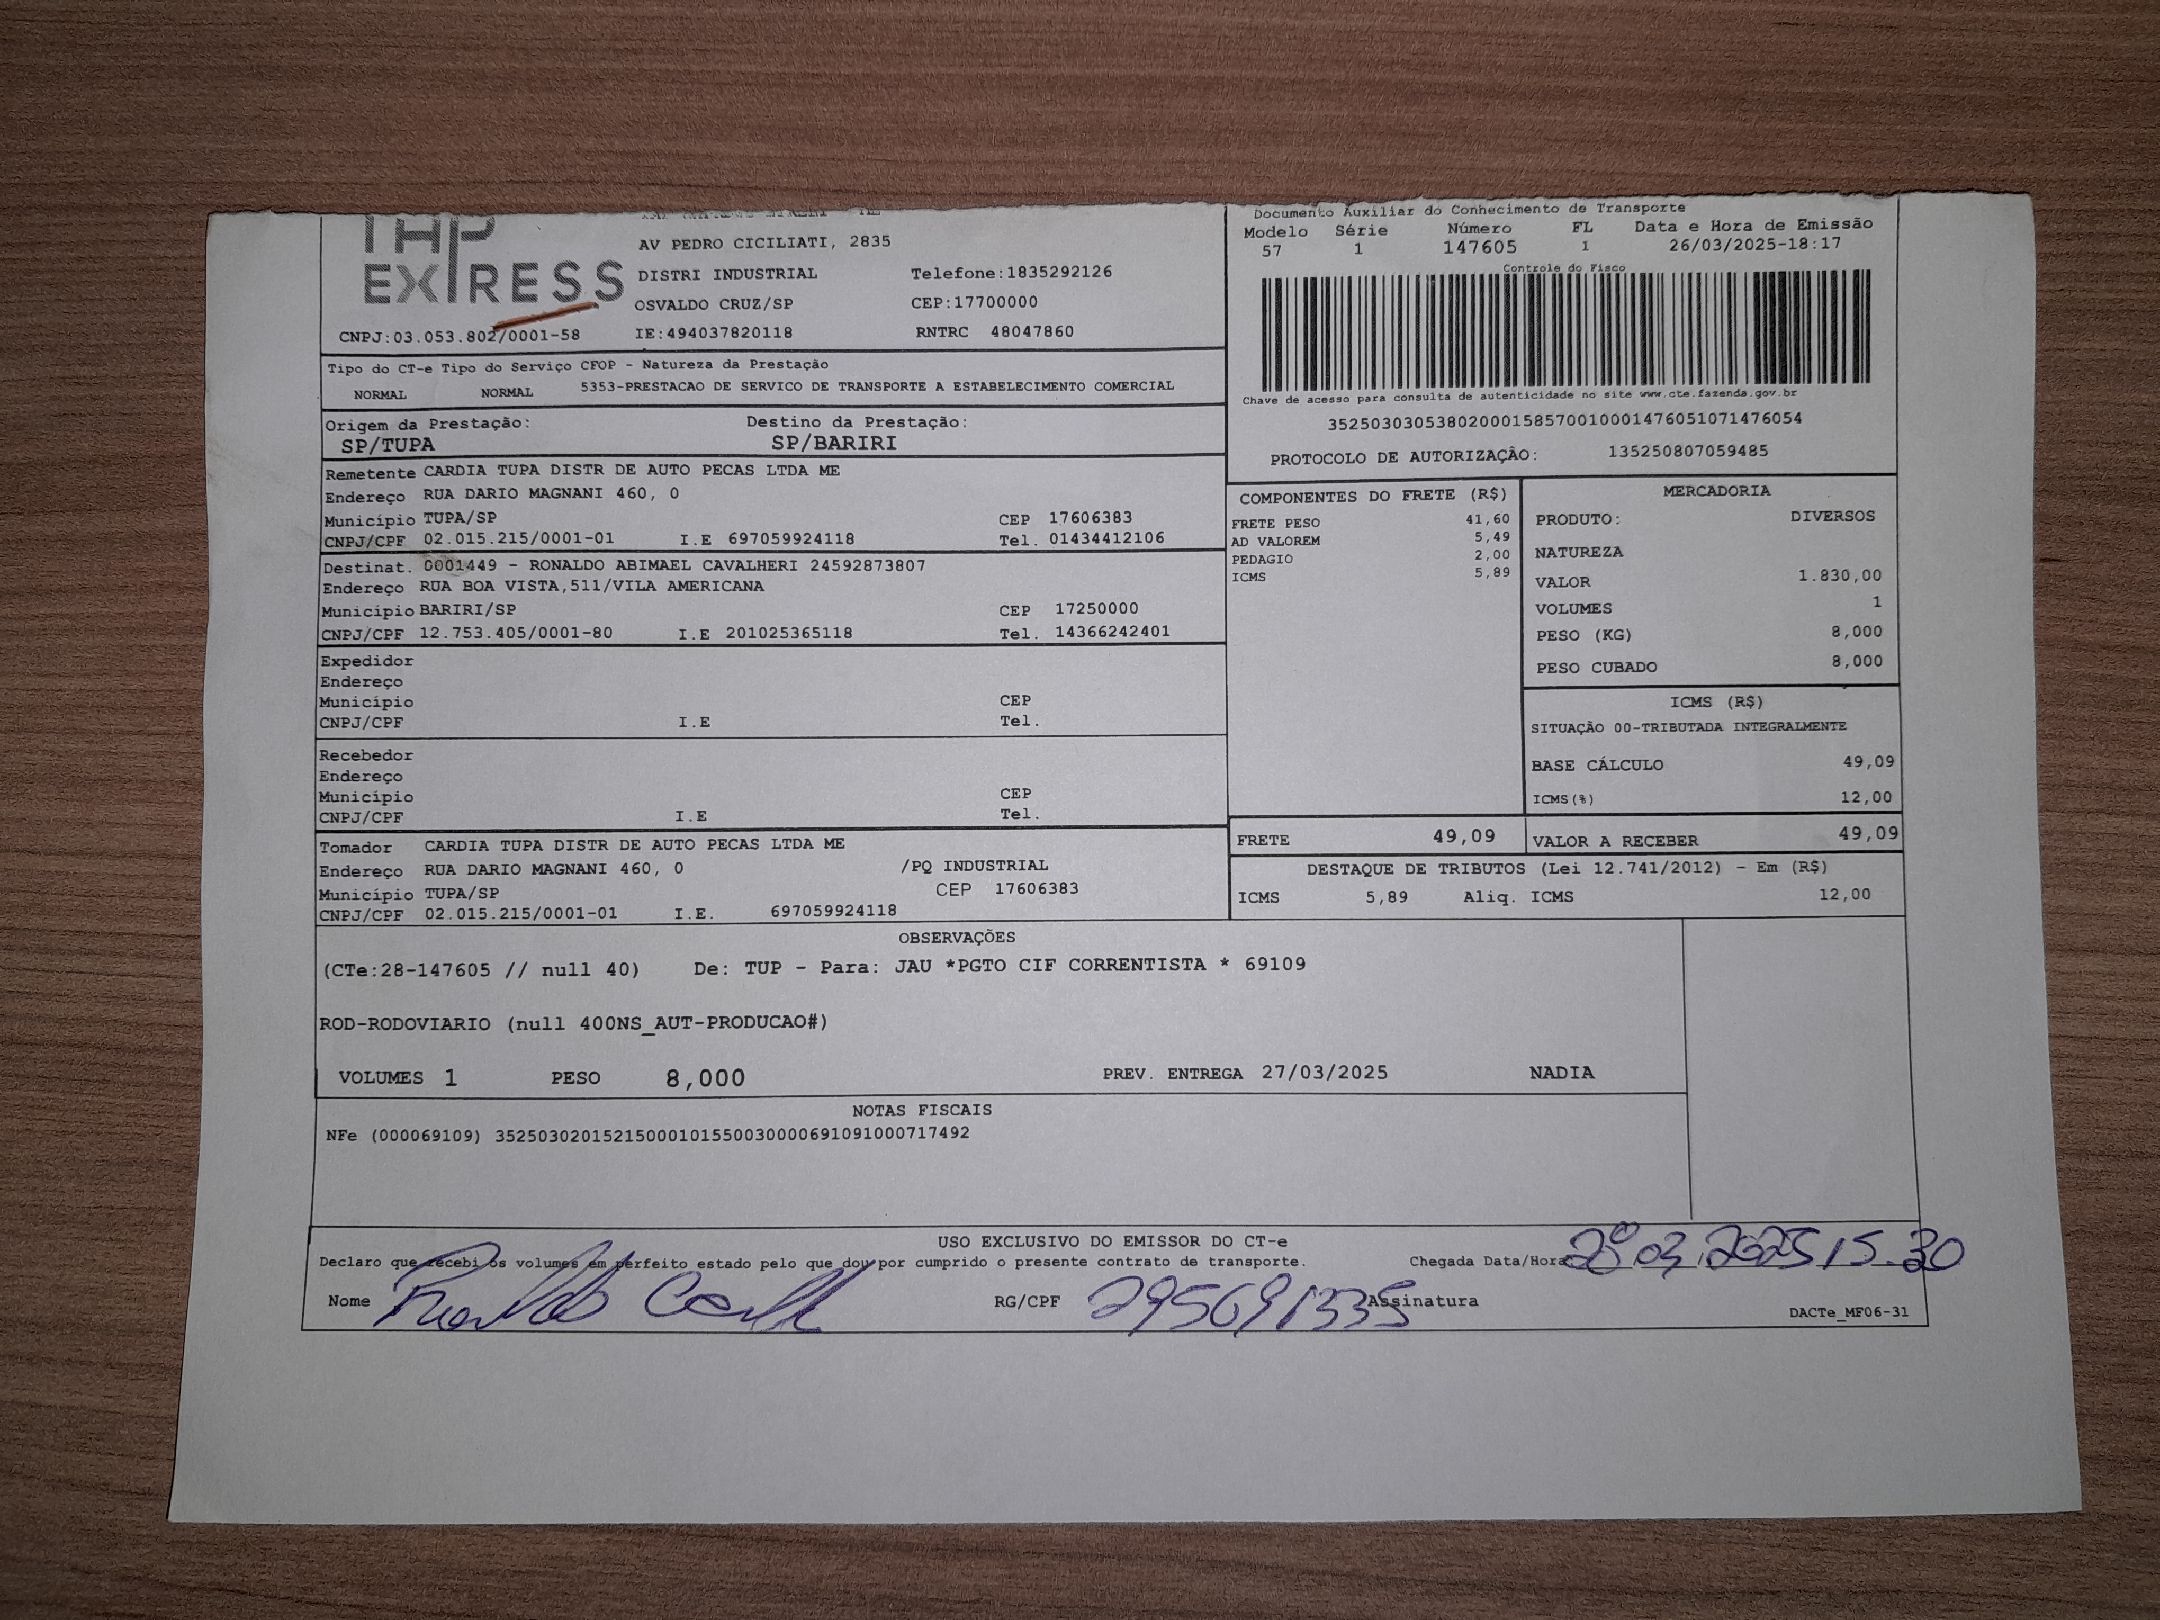 THP
EXPRESS
AV PEDRO CICILIATI, 2835
DISTRI INDUSTRIAL Telefone:1835292126
OSVALDO CRUZ/SP CEP:17700000
CNPJ:03.053.802/0001-58 IE:494037820118 RNTRC 48047860
Documento Auxiliar do Conhecimento de Transporte
Modelo Série Número FL Data e Hora de Emissão
57 1 147605 1 26/03/2025-18:17
Controle do Fisco
Chave de acesso para consulta de autenticidade no site www.cte.fazenda.gov.br
35250303053802000158570010001476051071476054
PROTOCOLO DE AUTORIZAÇÃO: 135250807059485
Tipo do CT-e Tipo do Serviço CFOP - Natureza da Prestação
NORMAL NORMAL 5353-PRESTACAO DE SERVICO DE TRANSPORTE A ESTABELECIMENTO COMERCIAL
Origem da Prestação: Destino da Prestação:
SP/TUPA SP/BARIRI
Remetente CARDIA TUPA DISTR DE AUTO PECAS LTDA ME
Endereço RUA DARIO MAGNANI 460, 0
Município TUPA/SP CEP 17606383
CNPJ/CPF 02.015.215/0001-01 I.E 697059924118 Tel. 01434412106
Destinat. 0001449 - RONALDO ABIMAEL CAVALHERI 24592873807
Endereço RUA BOA VISTA,511/VILA AMERICANA
Município BARIRI/SP CEP 17250000
CNPJ/CPF 12.753.405/0001-80 I.E 201025365118 Tel. 14366242401
Expedidor
Endereço
Município CEP
CNPJ/CPF I.E Tel.
Recebedor
Endereço
Município CEP
CNPJ/CPF I.E Tel.
Tomador CARDIA TUPA DISTR DE AUTO PECAS LTDA ME
Endereço RUA DARIO MAGNANI 460, 0 /PQ INDUSTRIAL
Município TUPA/SP CEP 17606383
CNPJ/CPF 02.015.215/0001-01 I.E. 697059924118
COMPONENTES DO FRETE (R$)
FRETE PESO 41,60
AD VALOREM 5,49
PEDAGIO 2,00
ICMS 5,89
MERCADORIA
PRODUTO: DIVERSOS
NATUREZA
VALOR 1.830,00
VOLUMES 1
PESO (KG) 8,000
PESO CUBADO 8,000
ICMS (R$)
SITUAÇÃO 00-TRIBUTADA INTEGRALMENTE
BASE CÁLCULO 49,09
ICMS(%) 12,00
FRETE 49,09 VALOR A RECEBER 49,09
DESTAQUE DE TRIBUTOS (Lei 12.741/2012) - Em (R$)
ICMS 5,89 Aliq. ICMS 12,00
OBSERVAÇÕES
(CTe:28-147605 // null 40) De: TUP - Para: JAU *PGTO CIF CORRENTISTA * 69109
ROD-RODOVIARIO (null 400NS_AUT-PRODUCAO#)
VOLUMES 1 PESO 8,000 PREV. ENTREGA 27/03/2025 NADIA
NOTAS FISCAIS
NFe (000069109) 35250302015215000101550030000691091000717492
USO EXCLUSIVO DO EMISSOR DO CT-e
Declaro que recebi os volumes em perfeito estado pelo que dou por cumprido o presente contrato de transporte. Chegada Data/Hora 28.03.2025 15.30
Nome RG/CPF 295691335 Assinatura
DACTe_MF06-31